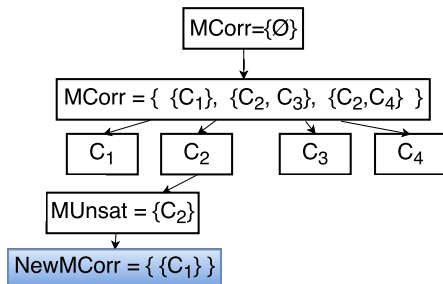 MCorr={Ø}
MCorr = { {C₁}, {C₂, C₃}, {C₂,C₄} }
C₁ C₂ C₃ C₄
MUnsat = {C₂}
NewMCorr = { {C₁} }